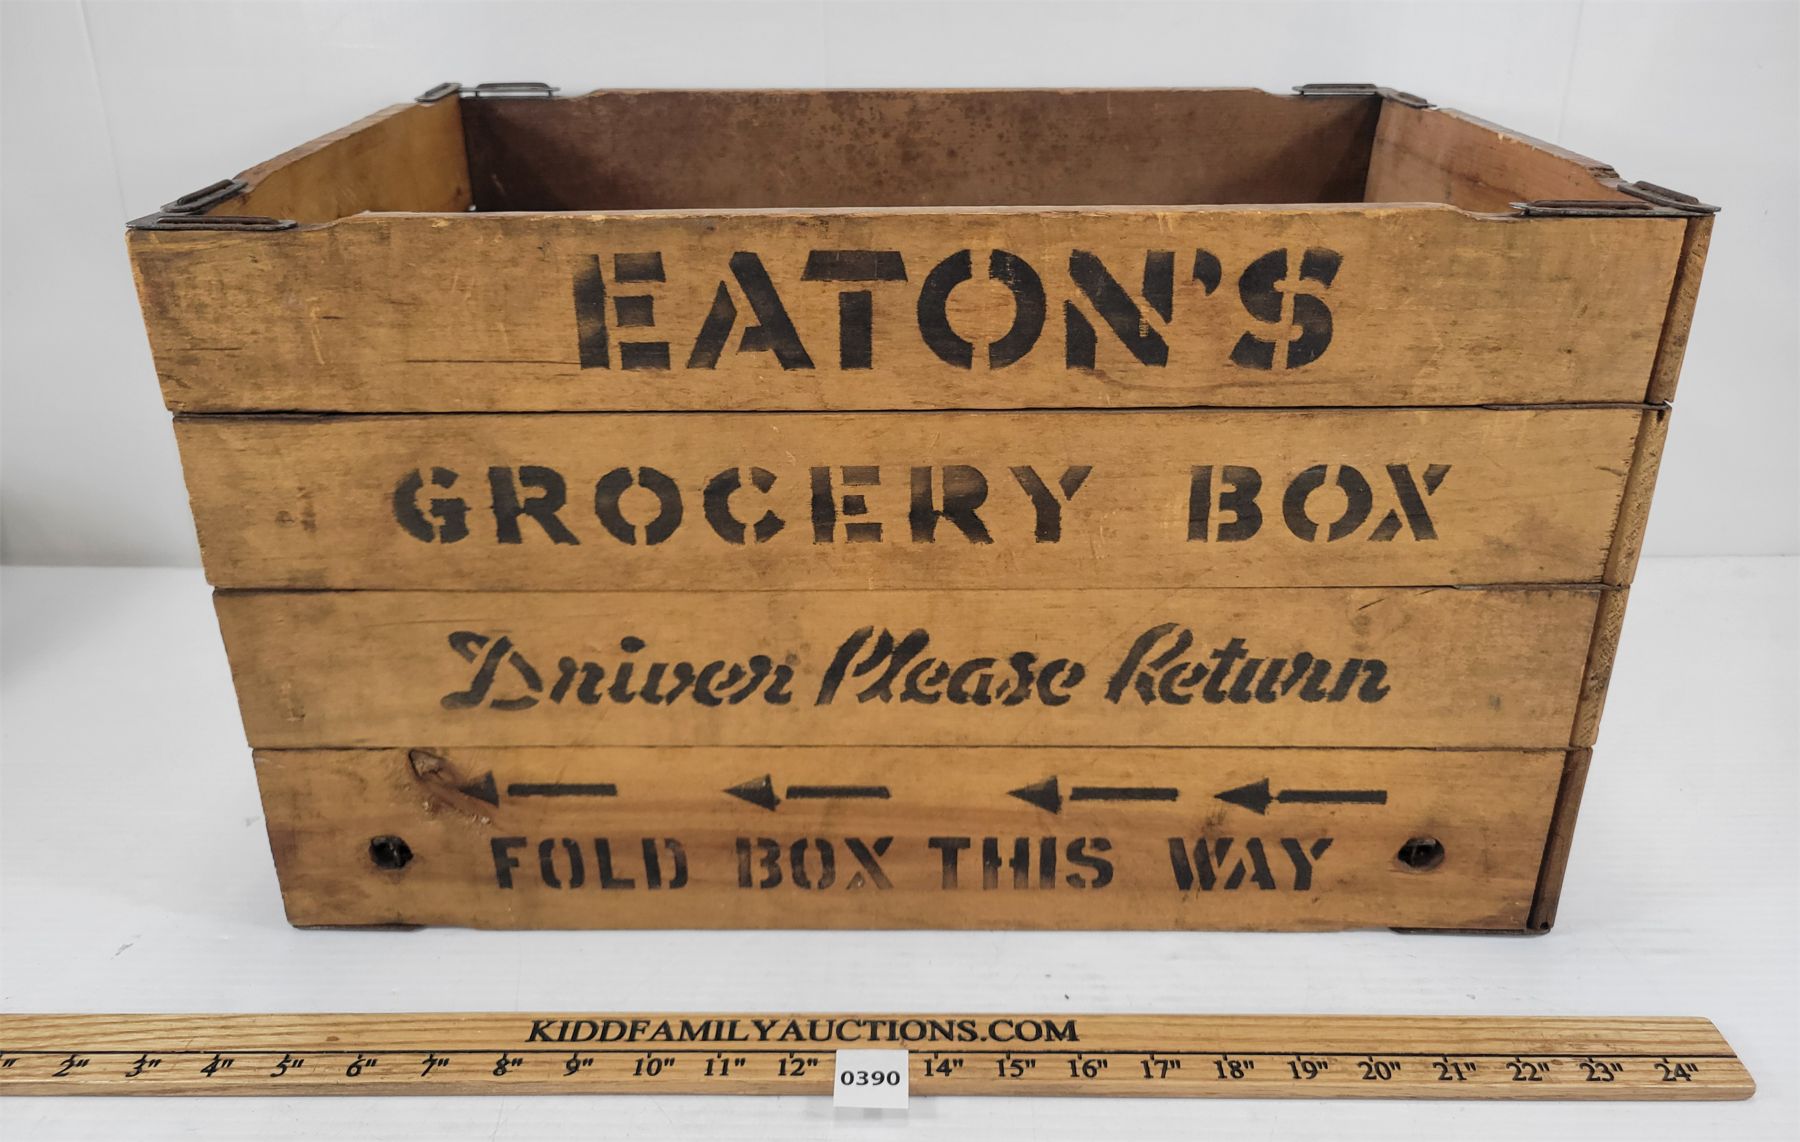 EATON'S
GROCERY BOX
Driver Please Return
FOLD BOX THIS WAY
KIDDFAMILYAUCTIONS.COM
2" 3" 4" 5" 6" 7" 8" 9" 10" 11" 12" 14" 15" 16" 17" 18" 19" 20" 21" 22" 23" 24"
0390